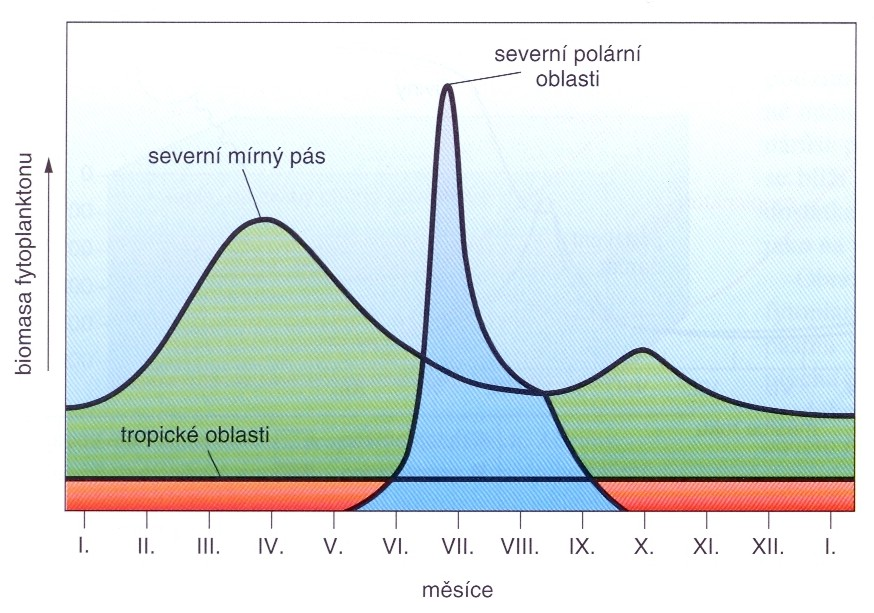 severní polární
oblasti
severní mírný pás
tropické oblasti
biomasa fytoplanktonu
I. II. III. IV. V. VI. VII. VIII. IX. X. XI. XII. I.
měsíce